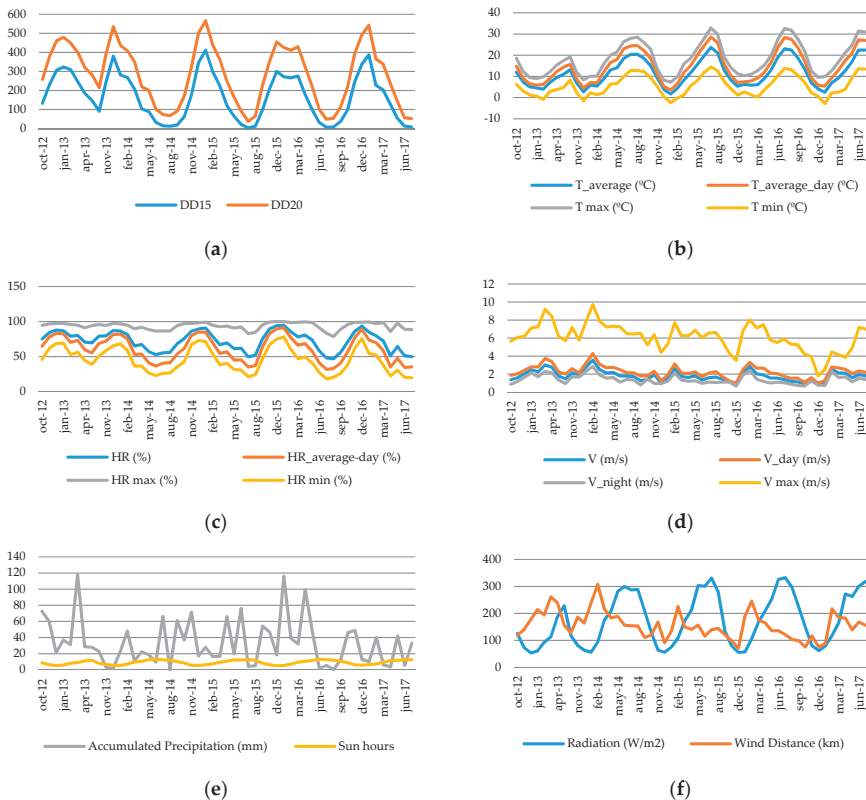 600
500
400
300
200
100
0
oct-12 jan-13 apr-13 nov-13 feb-14 may-14 aug-14 nov-14 feb-15 may-15 aug-15 dec-15 mar-16 jun-16 sep-16 dec-16 jun-17
DD15 DD20
(a)
40
30
20
10
0
-10
oct-12 jan-13 apr-13 nov-13 feb-14 may-14 aug-14 nov-14 feb-15 may-15 aug-15 dec-15 mar-16 jun-16 sep-16 dec-16 jun-17
T_average (ºC) T_average_day (ºC)
T max (ºC) T min (ºC)
(b)
150
100
50
0
oct-12 jan-13 apr-13 nov-13 feb-14 may-14 aug-14 nov-14 feb-15 may-15 aug-15 dec-15 mar-16 jun-16 sep-16 dec-16 jun-17
HR (%) HR_average-day (%)
HR max (%) HR min (%)
(c)
12
10
8
6
4
2
0
oct-12 jan-13 apr-13 nov-13 feb-14 may-14 aug-14 nov-14 feb-15 may-15 aug-15 dec-15 mar-16 jun-16 sep-16 dec-16 jun-17
V (m/s) V_day (m/s)
V_night (m/s) V max (m/s)
(d)
140
120
100
80
60
40
20
0
oct-12 jan-13 apr-13 nov-13 feb-14 may-14 aug-14 nov-14 feb-15 may-15 aug-15 dec-15 mar-16 jun-16 sep-16 dec-16 jun-17
Accumulated Precipitation (mm) Sun hours
(e)
400
300
200
100
0
oct-12 jan-13 apr-13 nov-13 feb-14 may-14 aug-14 nov-14 feb-15 may-15 aug-15 dec-15 mar-16 jun-16 sep-16 dec-16 jun-17
Radiation (W/m2) Wind Distance (km)
(f)